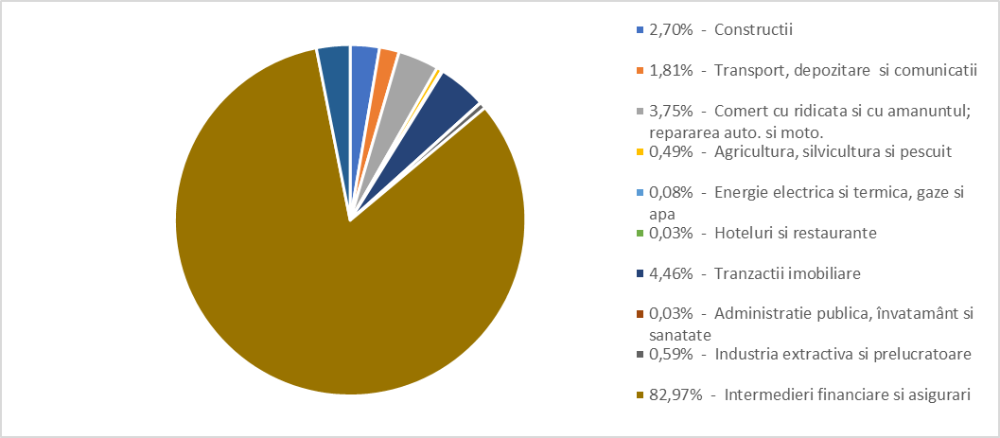 2,70%  -  Constructii
1,81%  -  Transport, depozitare  si comunicatii
3,75%  -  Comert cu ridicata si cu amanuntul;
repararea auto. si moto.
0,49%  -  Agricultura, silvicultura si pescuit
0,08%  -  Energie electrica si termica, gaze si
apa
0,03%  -  Hoteluri si restaurante
4,46%  -  Tranzactii imobiliare
0,03%  -  Administratie publica, învatamânt si
sanatate
0,59%  -  Industria extractiva si prelucratoare
82,97%  -  Intermedieri financiare si asigurari